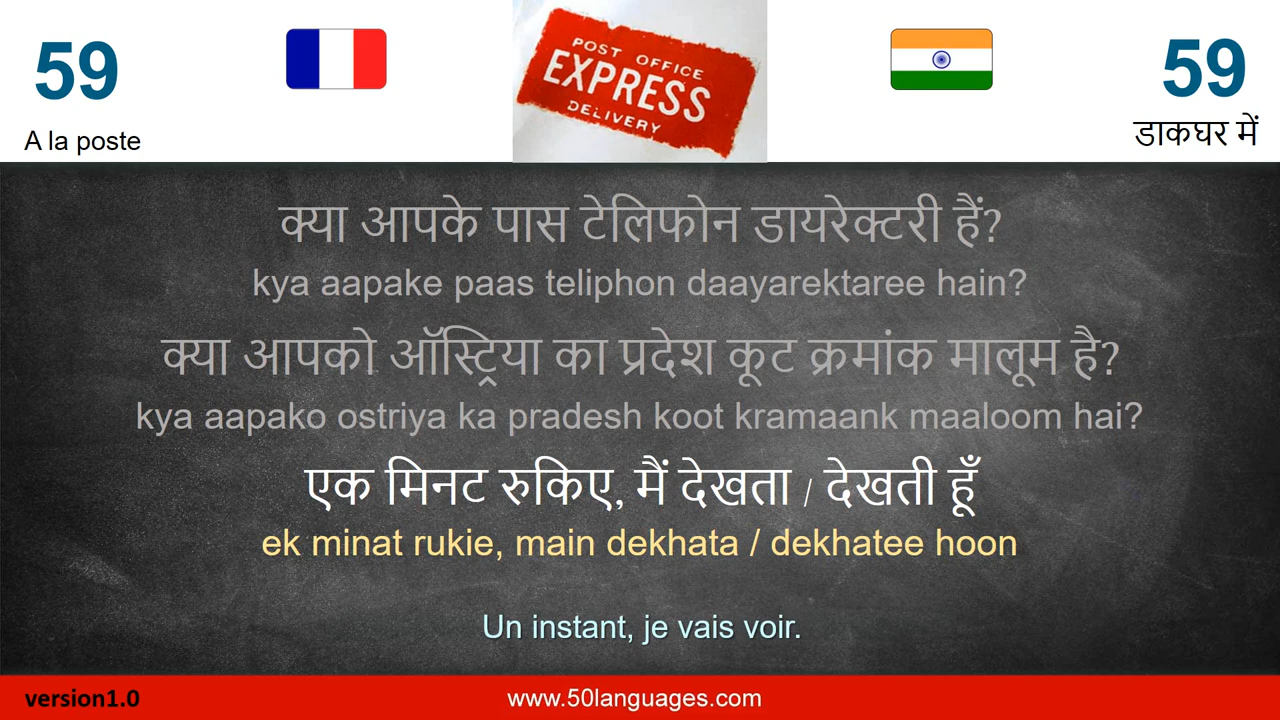 59
59
A la poste
डाकघर में
POST OFFICE
EXPRESS
DELIVERY
क्या आपके पास टेलिफोन डायरेक्टरी हैं?
kya aapake paas teliphon daayarektaree hain?
क्या आपको ऑस्ट्रिया का प्रदेश कूट क्रमांक मालूम है?
kya aapako ostriya ka pradesh koot kramaank maaloom hai?
एक मिनट रुकिए, मैं देखता / देखती हूँ
ek minat rukie, main dekhata / dekhatee hoon
Un instant, je vais voir.
version1.0
www.50languages.com